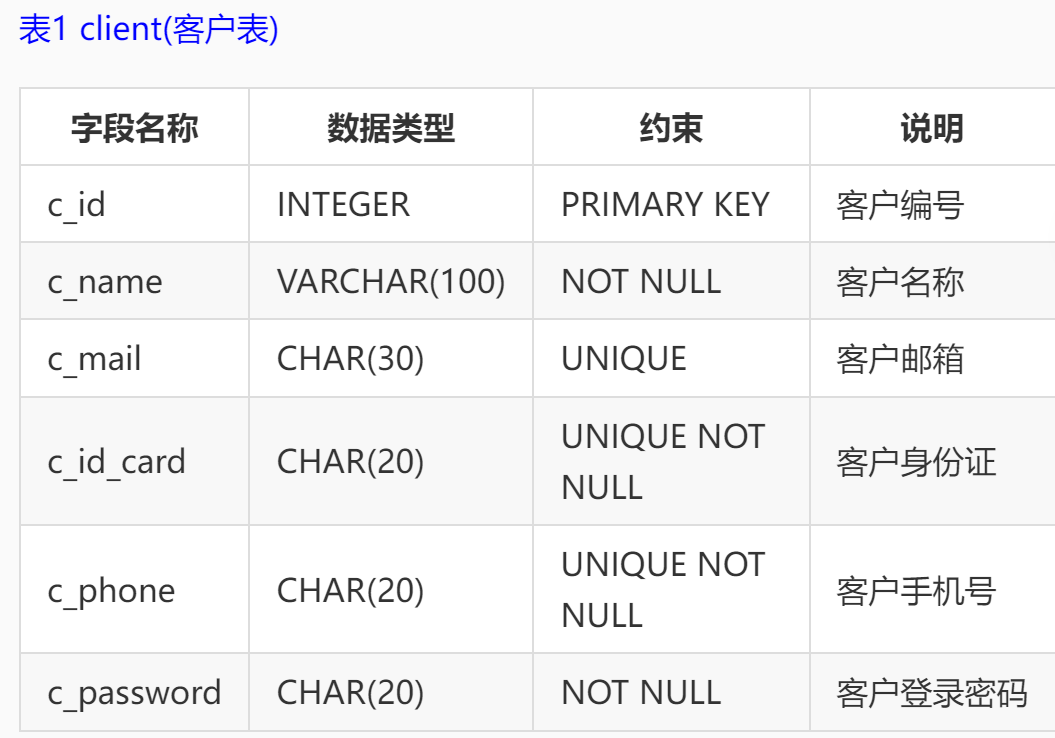 表1 client(客户表)
字段名称 数据类型 约束 说明
c_id INTEGER PRIMARY KEY 客户编号
c_name VARCHAR(100) NOT NULL 客户名称
c_mail CHAR(30) UNIQUE 客户邮箱
c_id_card CHAR(20) UNIQUE NOT NULL 客户身份证
c_phone CHAR(20) UNIQUE NOT NULL 客户手机号
c_password CHAR(20) NOT NULL 客户登录密码